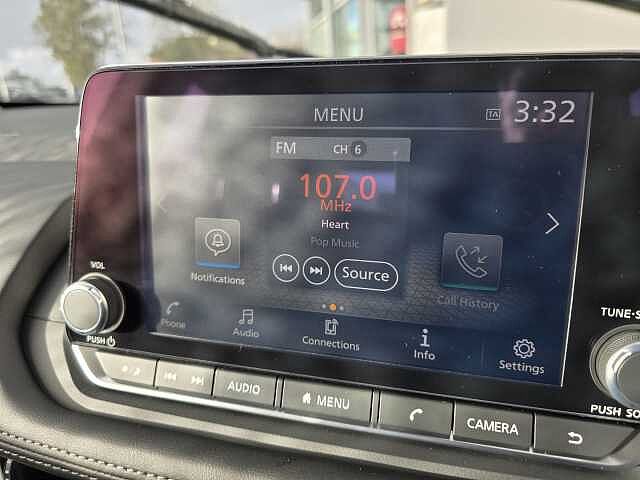 MENU
TA 3:32
FM CH 6
107.0
MHz
Heart
Pop Music
Notifications
Source
Call History
Phone
Audio
Connections
Info
Settings
VOL
PUSH
AUDIO
MENU
CAMERA
TUNE·S
PUSH SO